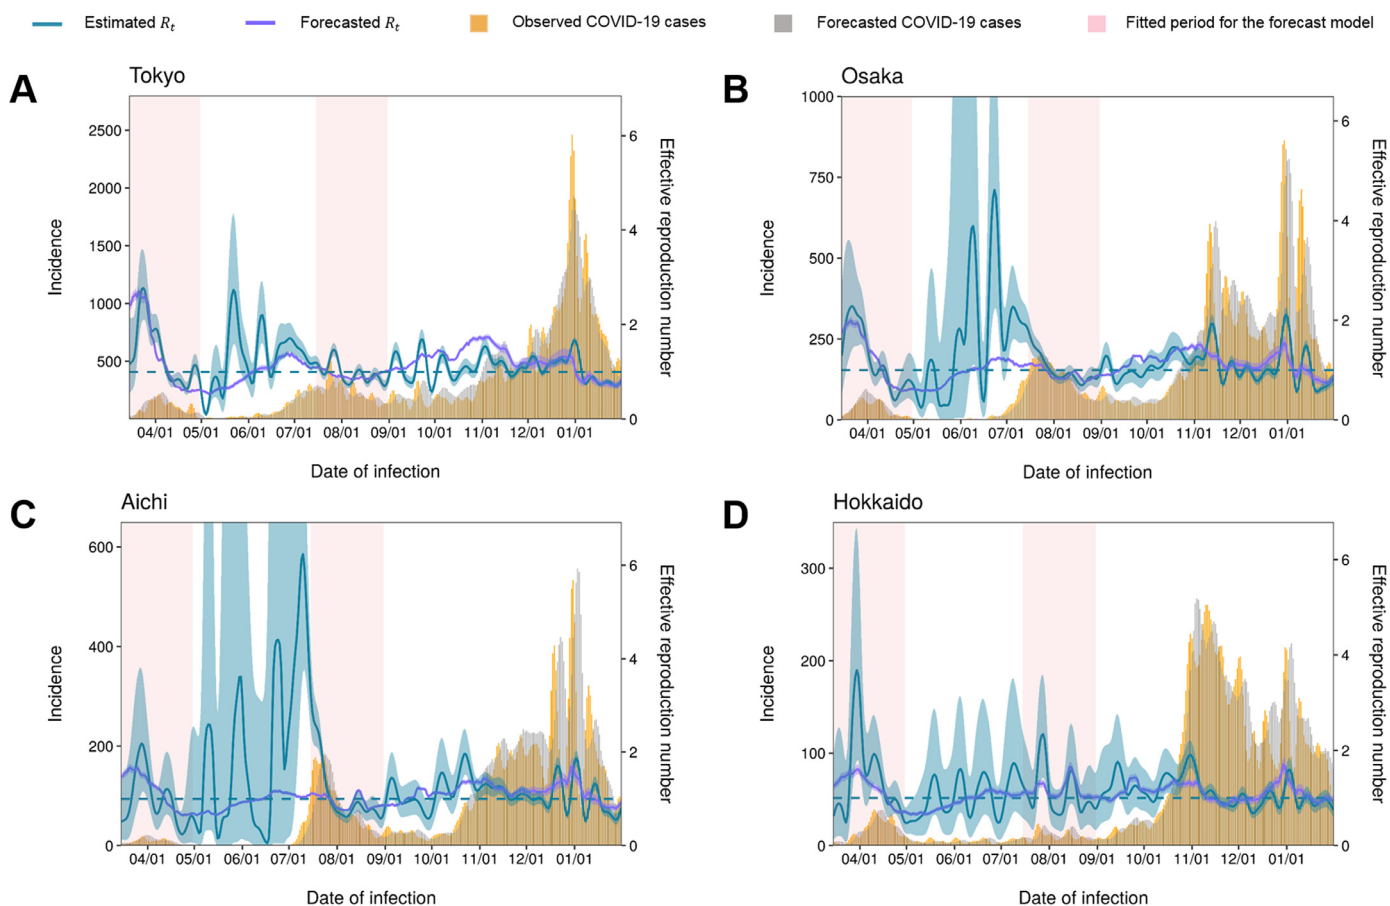 Estimated Rt Forecasted Rt Observed COVID-19 cases Forecasted COVID-19 cases Fitted period for the forecast model
A Tokyo
Incidence
2500
2000
1500
1000
500
6
4
2
0
Effective reproduction number
04/01 05/01 06/01 07/01 08/01 09/01 10/01 11/01 12/01 01/01
Date of infection
B Osaka
Incidence
1000
750
500
250
0
6
4
2
0
Effective reproduction number
04/01 05/01 06/01 07/01 08/01 09/01 10/01 11/01 12/01 01/01
Date of infection
C Aichi
Incidence
600
400
200
0
6
4
2
0
Effective reproduction number
04/01 05/01 06/01 07/01 08/01 09/01 10/01 11/01 12/01 01/01
Date of infection
D Hokkaido
Incidence
300
200
100
0
6
4
2
0
Effective reproduction number
04/01 05/01 06/01 07/01 08/01 09/01 10/01 11/01 12/01 01/01
Date of infection